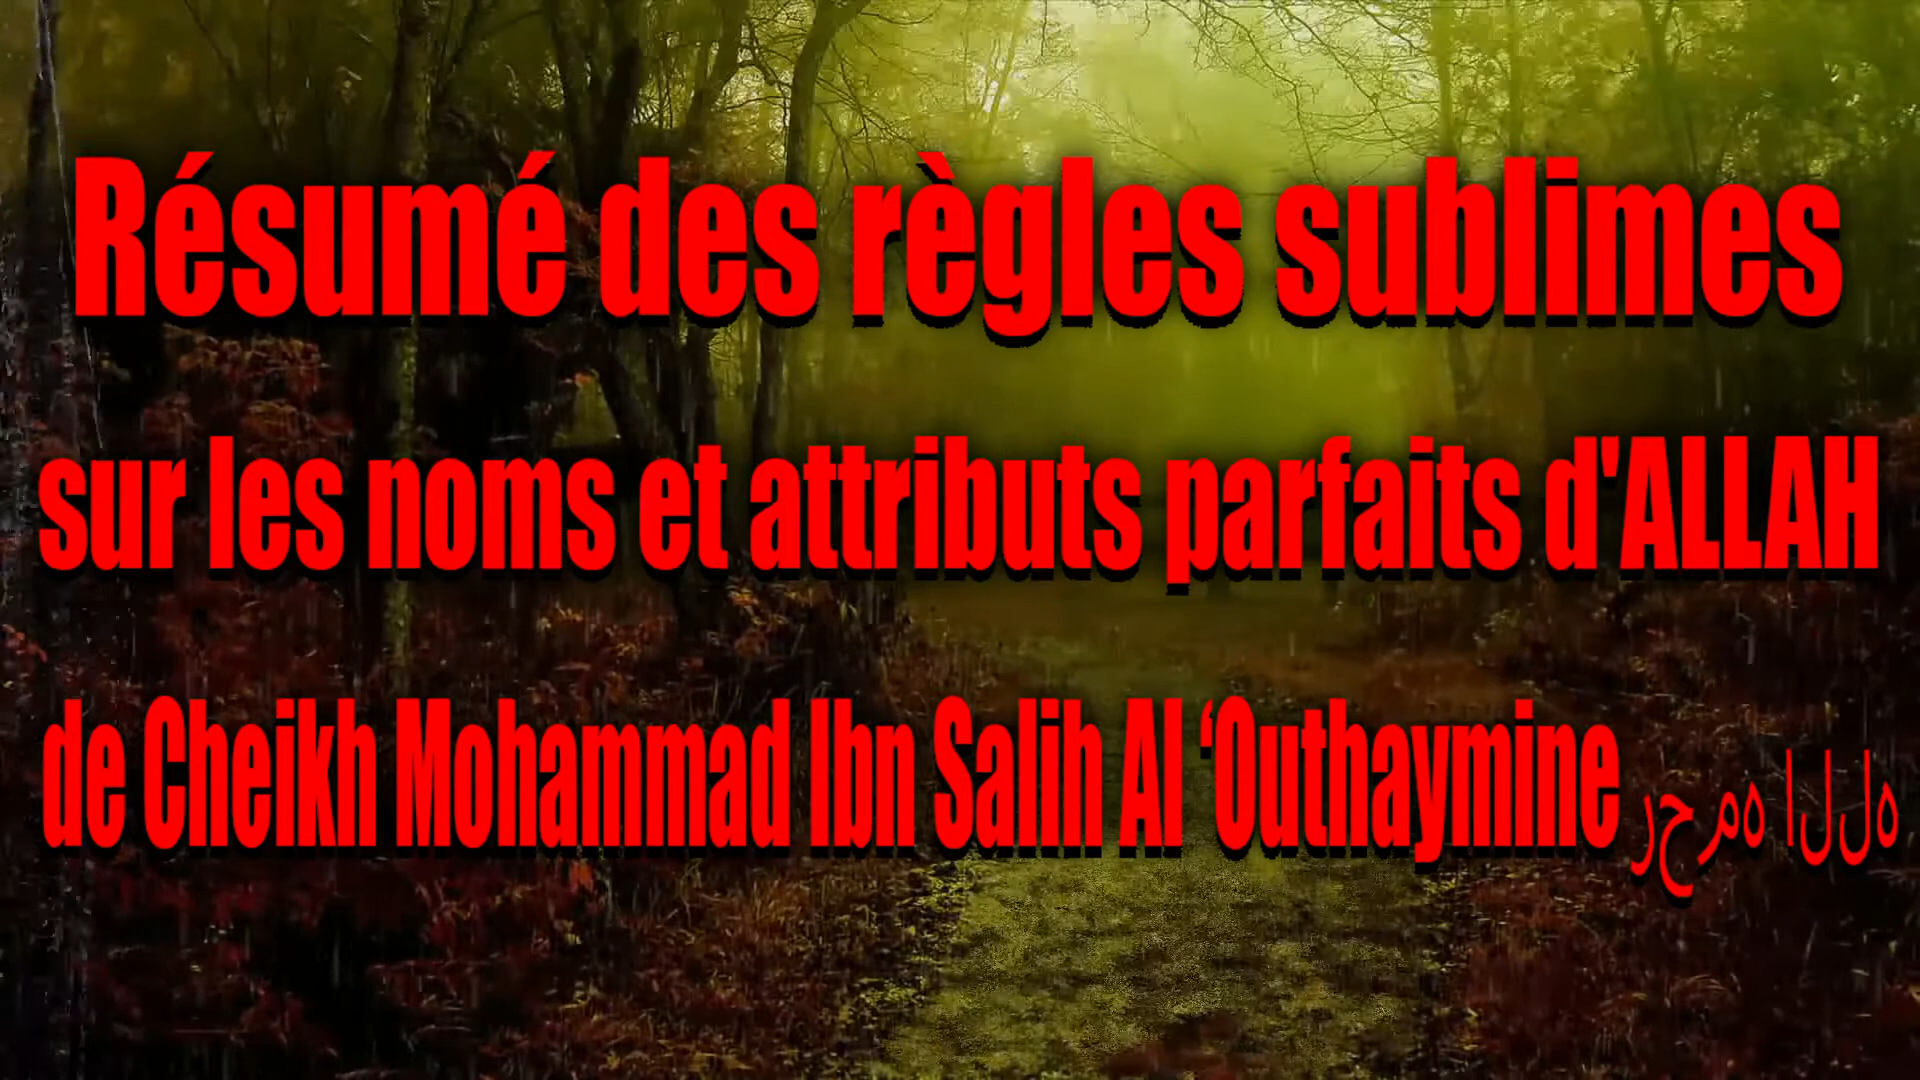 Résumé des règles sublimes
sur les noms et attributs parfaits d'ALLAH
de Cheikh Mohammad Ibn Salih Al ‘Outhaymine رحمه الله